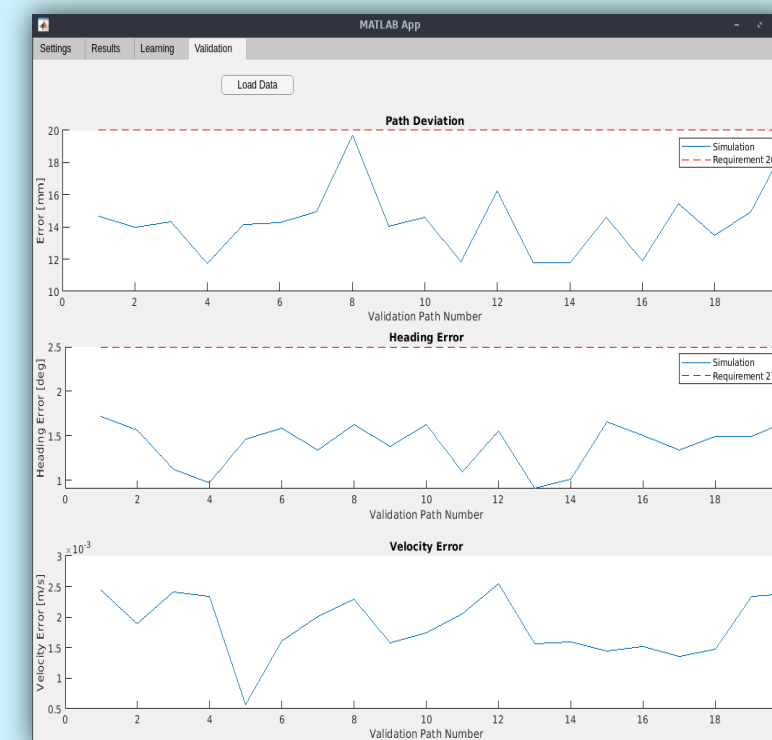 MATLAB App
Settings Results Learning Validation
Load Data
Path Deviation
20
18
16
14
12
10
Error [mm]
Simulation
Requirement
0 2 4 6 8 10 12 14 16 18
Validation Path Number
Heading Error
2.5
2
1.5
1
Heading Error [deg]
Simulation
Requirement
0 2 4 6 8 10 12 14 16 18
Validation Path Number
Velocity Error
×10⁻³
3
2.5
2
1.5
1
0.5
Velocity Error [m/s]
0 2 4 6 8 10 12 14 16 18
Validation Path Number